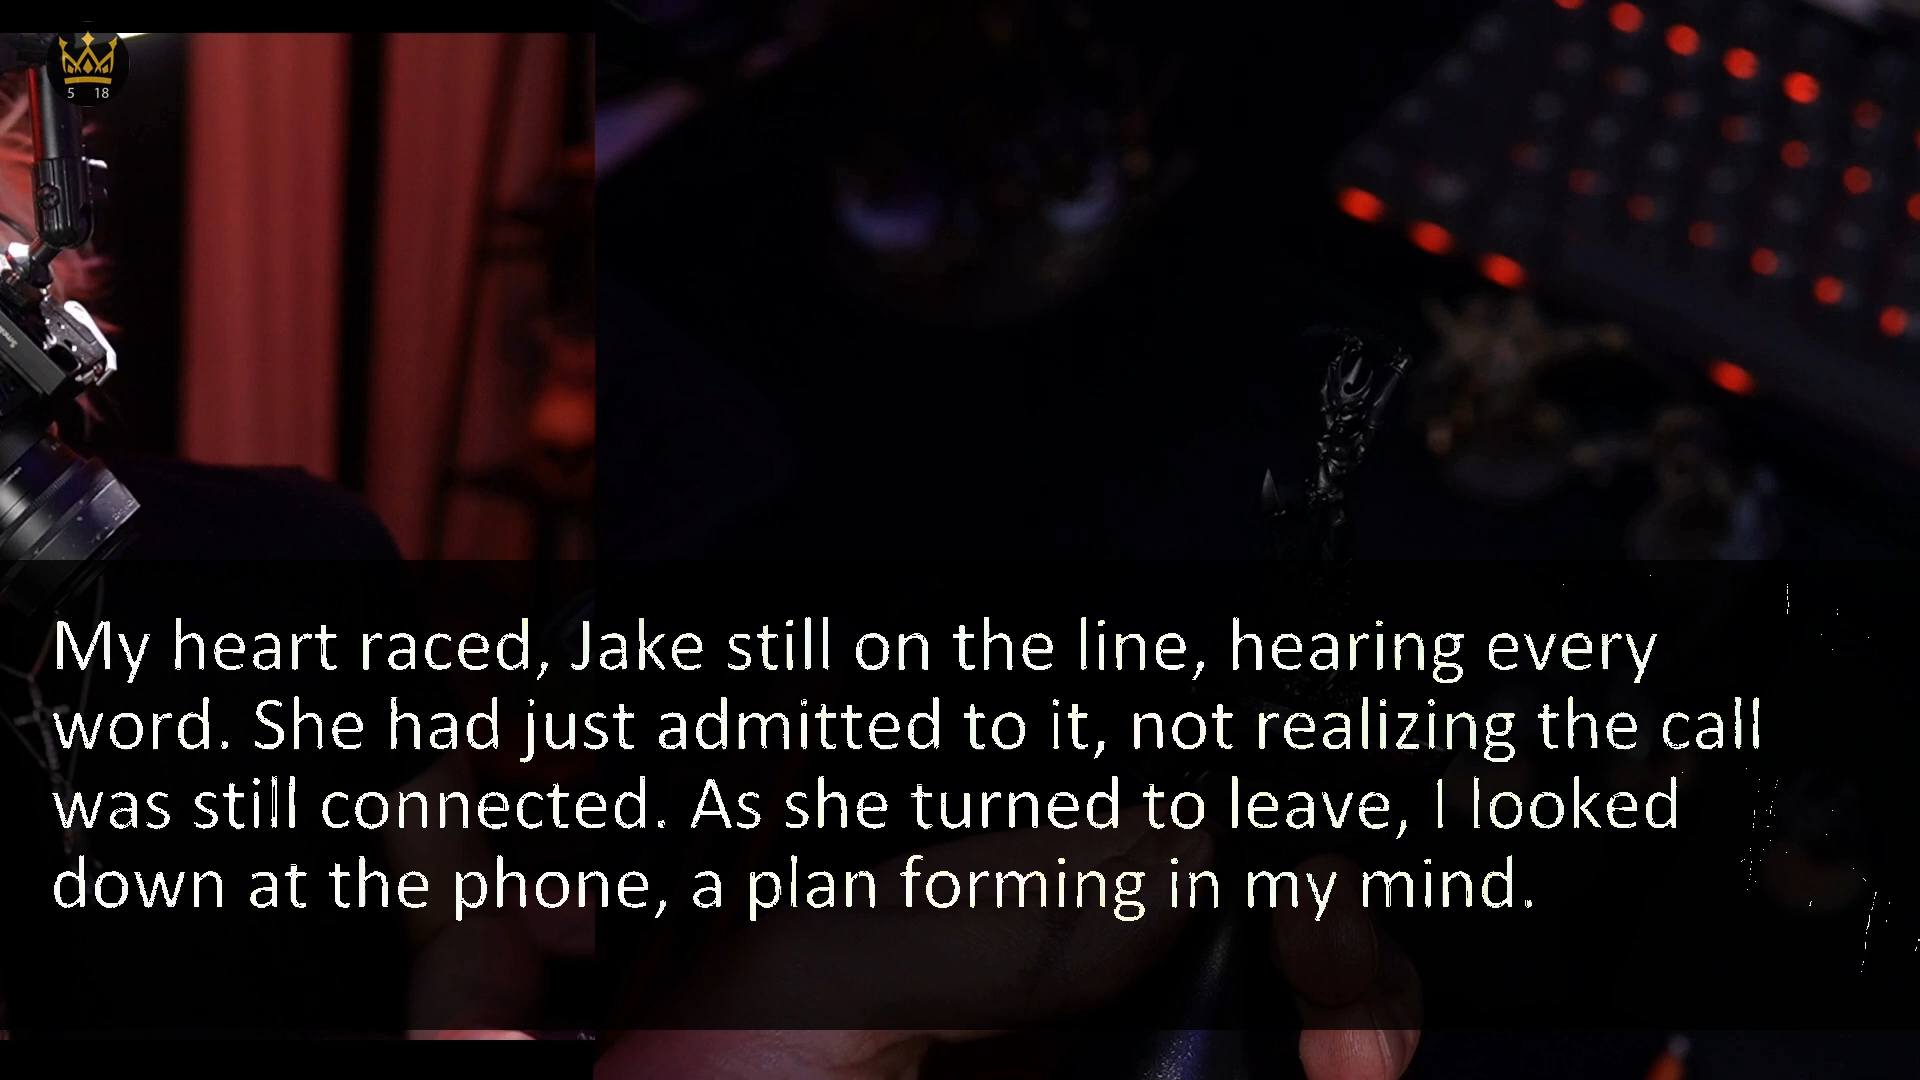 5 18
My heart raced, Jake still on the line, hearing every
word. She had just admitted to it, not realizing the call
was still connected. As she turned to leave, I looked
down at the phone, a plan forming in my mind.